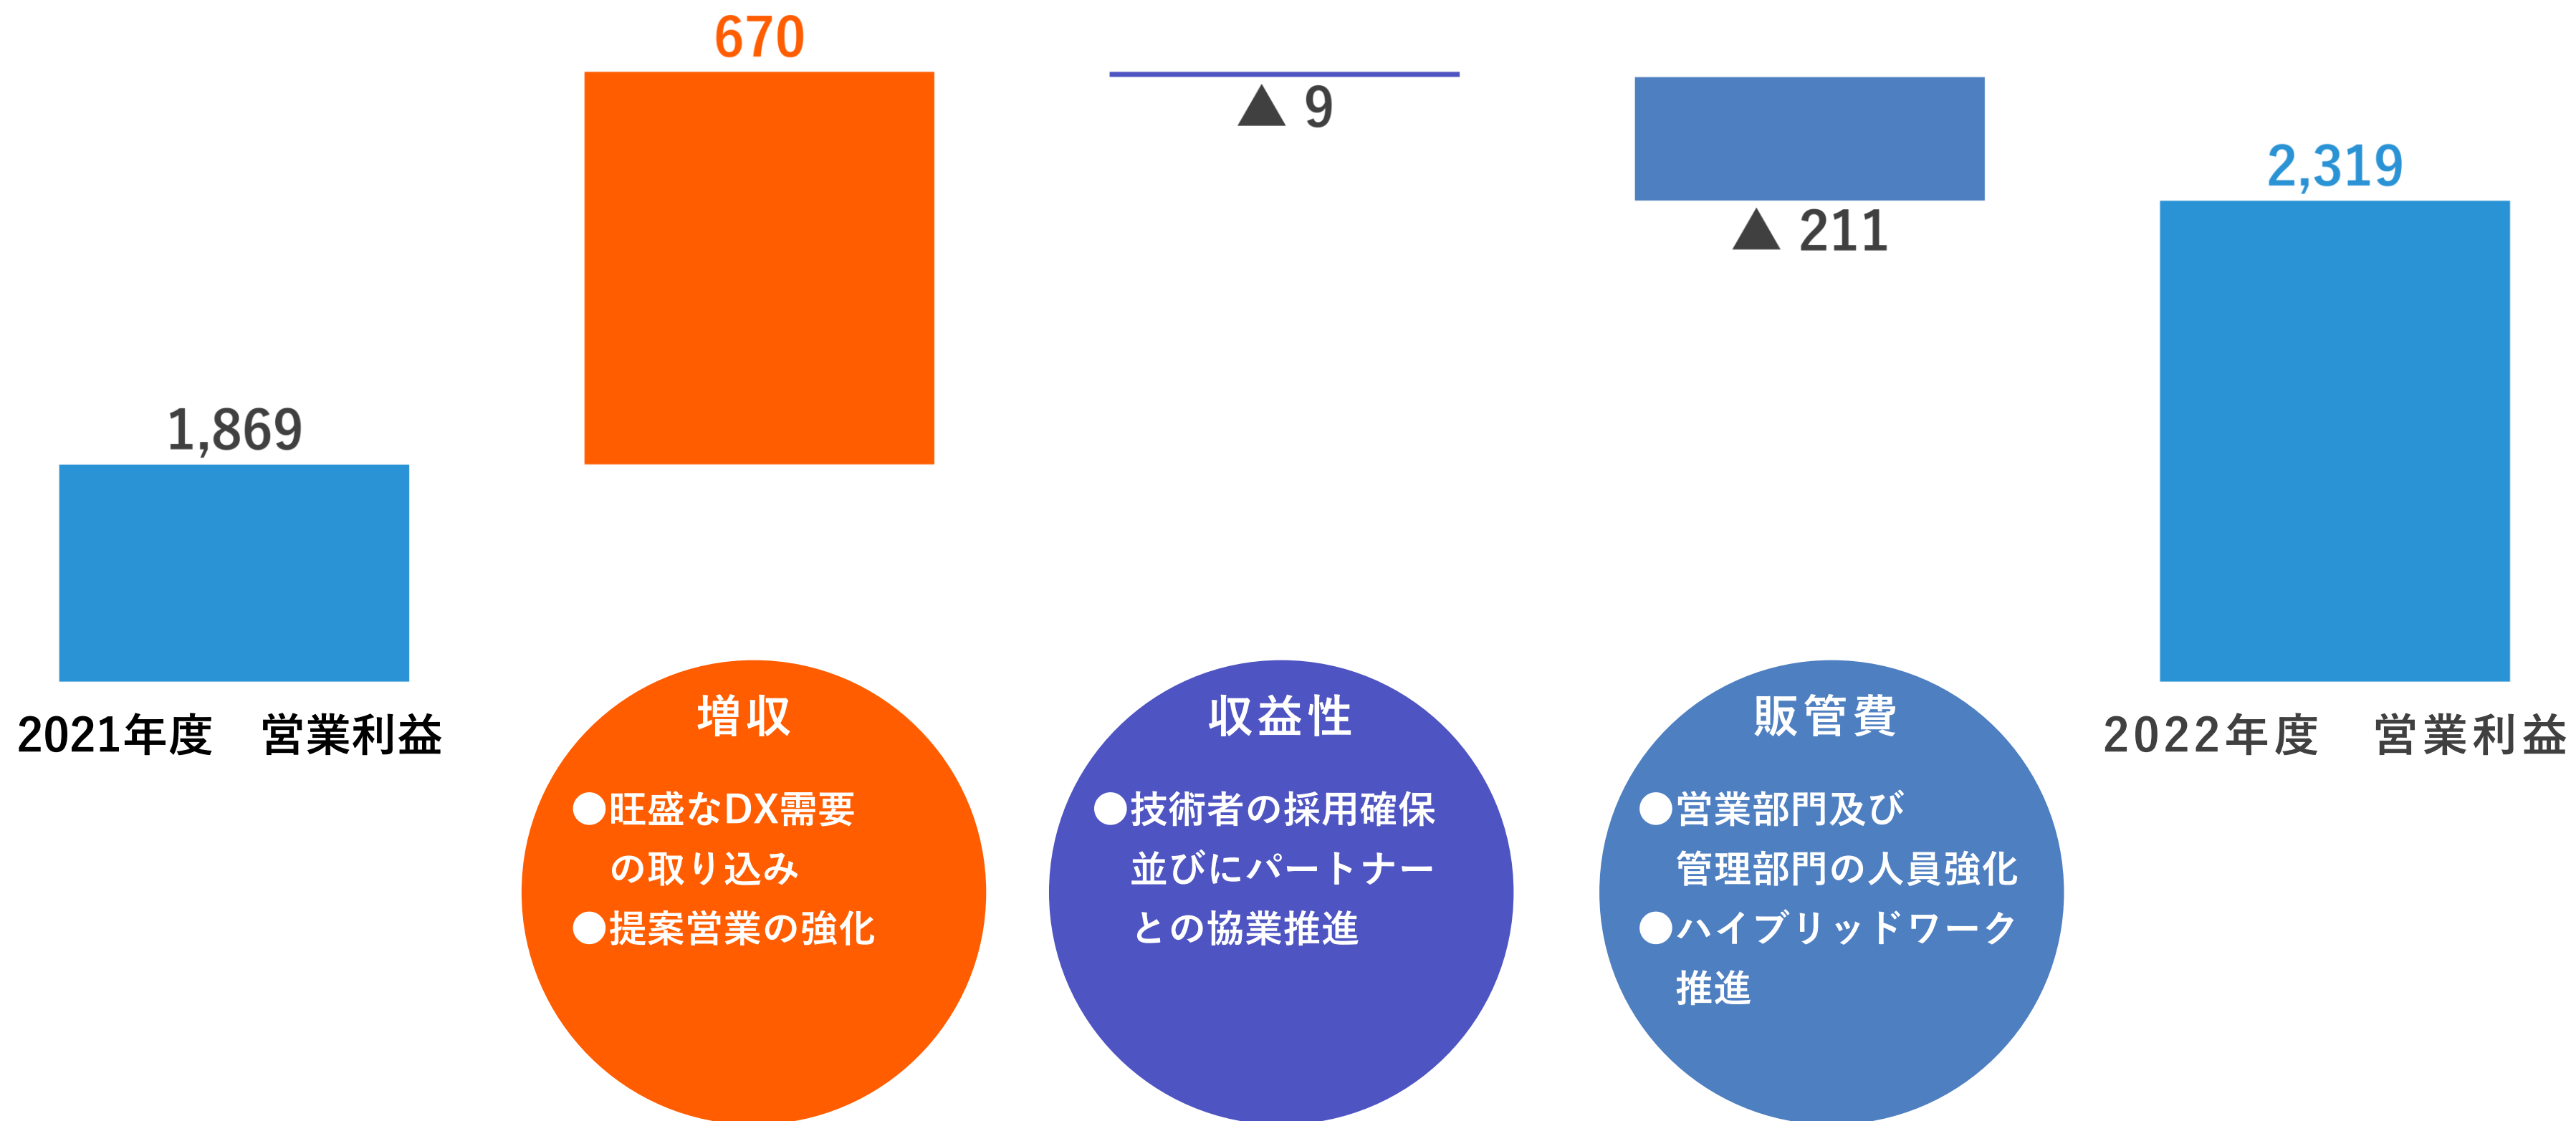 670
▲ 9
▲ 211
2,319
1,869
2021年度　営業利益
増収
●旺盛なDX需要
の取り込み
●提案営業の強化
収益性
●技術者の採用確保
並びにパートナー
との協業推進
販管費
●営業部門及び
管理部門の人員強化
●ハイブリッドワーク
推進
2022年度　営業利益